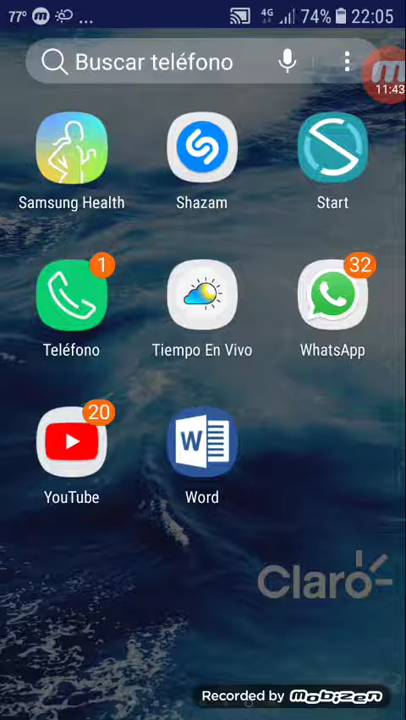 77° ... 4G 74% 22:05
Buscar teléfono
11:43
Samsung Health Shazam Start
1 32
Teléfono Tiempo En Vivo WhatsApp
20
W
YouTube Word
Claro
Recorded by Mobizen